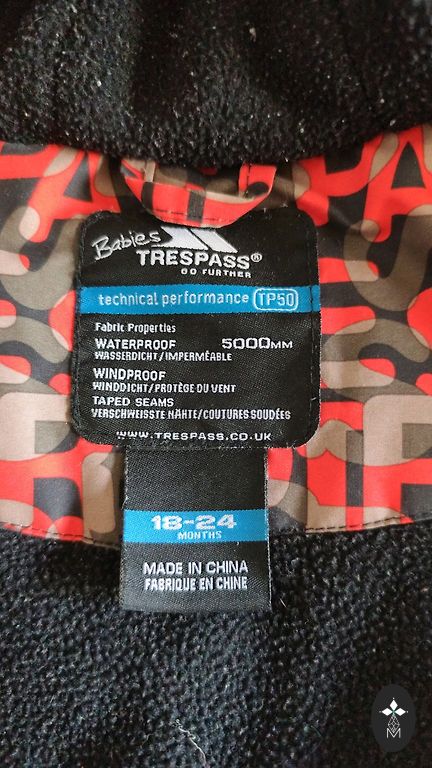 Babies
TRESPASS®
GO FURTHER
technical performance TP50
Fabric Properties
WATERPROOF 5000MM
WASSERDICHT/IMPERMÉABLE
WINDPROOF
WINDDICHT/PROTÈGE DU VENT
TAPED SEAMS
VERSCHWEISSTE NÄHTE/COUTURES SOUDÉES
WWW.TRESPASS.CO.UK
18-24
MONTHS
MADE IN CHINA
FABRIQUE EN CHINE
M